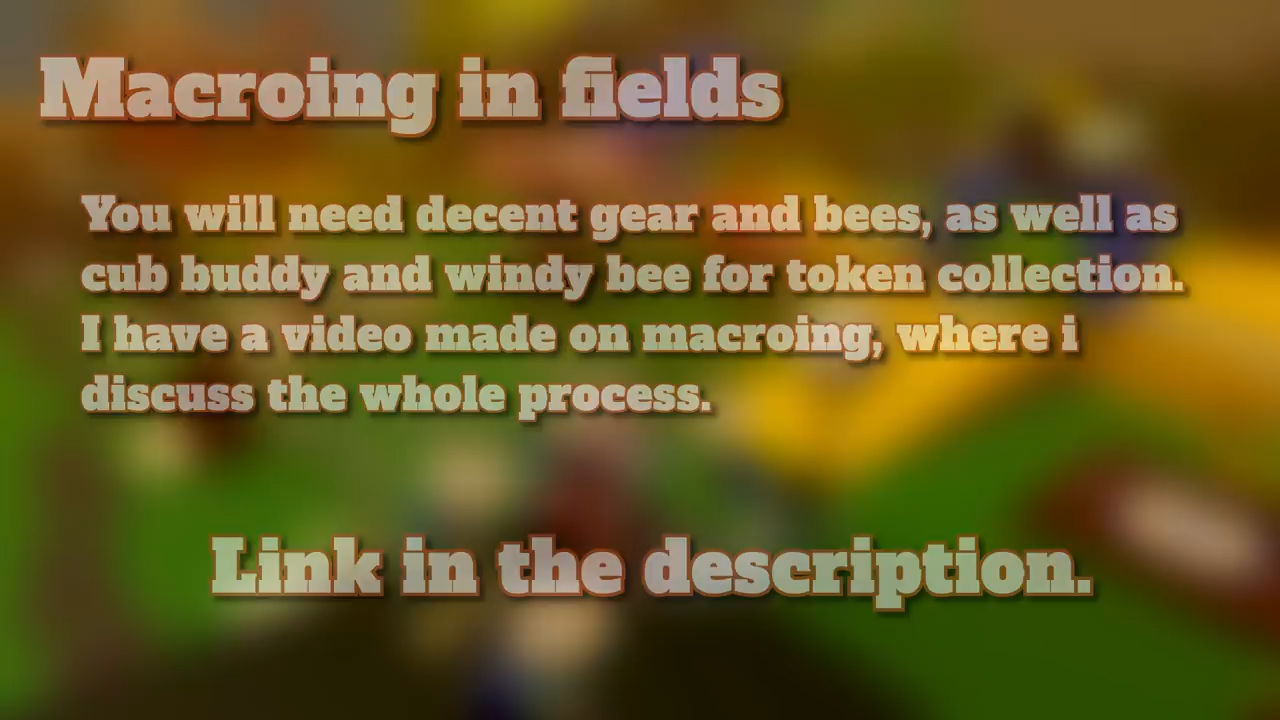 Macroing in fields
You will need decent gear and bees, as well as
cub buddy and windy bee for token collection.
I have a video made on macroing, where i
discuss the whole process.
Link in the description.